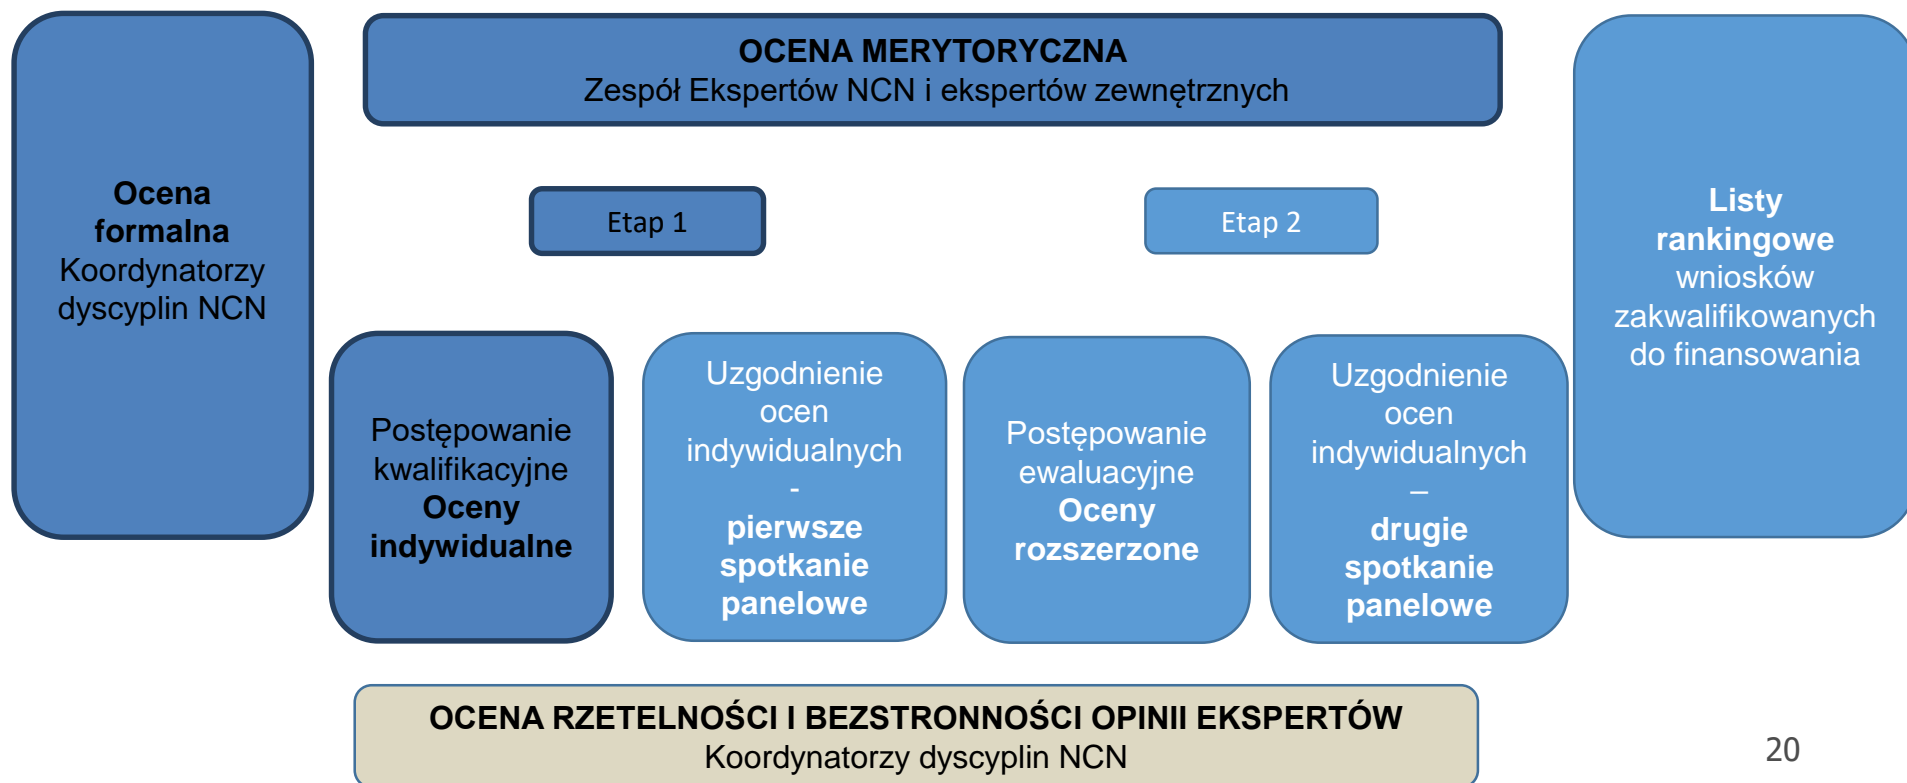 Ocena
formalna
Koordynatorzy
dyscyplin NCN
OCENA MERYTORYCZNA
Zespół Ekspertów NCN i ekspertów zewnętrznych
Etap 1
Etap 2
Postępowanie
kwalifikacyjne
Oceny
indywidualne
Uzgodnienie
ocen
indywidualnych
-
pierwsze
spotkanie
panelowe
Postępowanie
ewaluacyjne
Oceny
rozszerzone
Uzgodnienie
ocen
indywidualnych
–
drugie
spotkanie
panelowe
Listy
rankingowe
wniosków
zakwalifikowanych
do finansowania
OCENA RZETELNOŚCI I BEZSTRONNOŚCI OPINII EKSPERTÓW
Koordynatorzy dyscyplin NCN
20